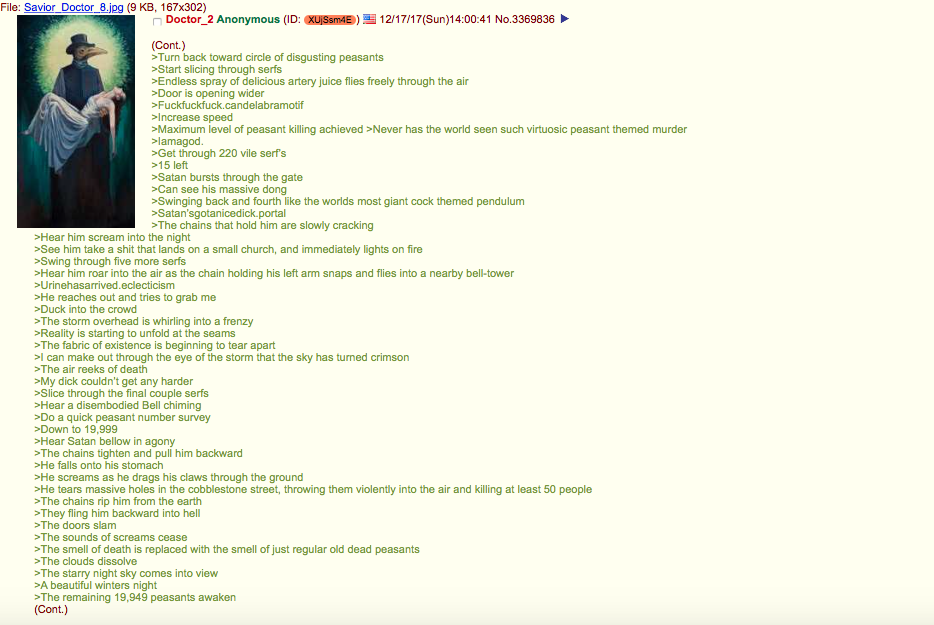 File: Savior_Doctor_8.jpg (9 KB, 167x302)
Doctor_2 Anonymous (ID: XUjSsm4E) 12/17/17(Sun)14:00:41 No.3369836
(Cont.)
>Turn back toward circle of disgusting peasants
>Start slicing through serfs
>Endless spray of delicious artery juice flies freely through the air
>Door is opening wider
>Fuckfuckfuck.candelabramotif
>Increase speed
>Maximum level of peasant killing achieved >Never has the world seen such virtuosic peasant themed murder
>Iamagod.
>Get through 220 vile serf's
>15 left
>Satan bursts through the gate
>Can see his massive dong
>Swinging back and fourth like the worlds most giant cock themed pendulum
>Satan'sgotanicedick.portal
>The chains that hold him are slowly cracking
>Hear him scream into the night
>See him take a shit that lands on a small church, and immediately lights on fire
>Swing through five more serfs
>Hear him roar into the air as the chain holding his left arm snaps and flies into a nearby bell-tower
>Urinehasarrived.eclecticism
>He reaches out and tries to grab me
>Duck into the crowd
>The storm overhead is whirling into a frenzy
>Reality is starting to unfold at the seams
>The fabric of existence is beginning to tear apart
>I can make out through the eye of the storm that the sky has turned crimson
>The air reeks of death
>My dick couldn't get any harder
>Slice through the final couple serfs
>Hear a disembodied Bell chiming
>Do a quick peasant number survey
>Down to 19,999
>Hear Satan bellow in agony
>The chains tighten and pull him backward
>He falls onto his stomach
>He screams as he drags his claws through the ground
>He tears massive holes in the cobblestone street, throwing them violently into the air and killing at least 50 people
>The chains rip him from the earth
>They fling him backward into hell
>The doors slam
>The sounds of screams cease
>The smell of death is replaced with the smell of just regular old dead peasants
>The clouds dissolve
>The starry night sky comes into view
>A beautiful winters night
>The remaining 19,949 peasants awaken
(Cont.)